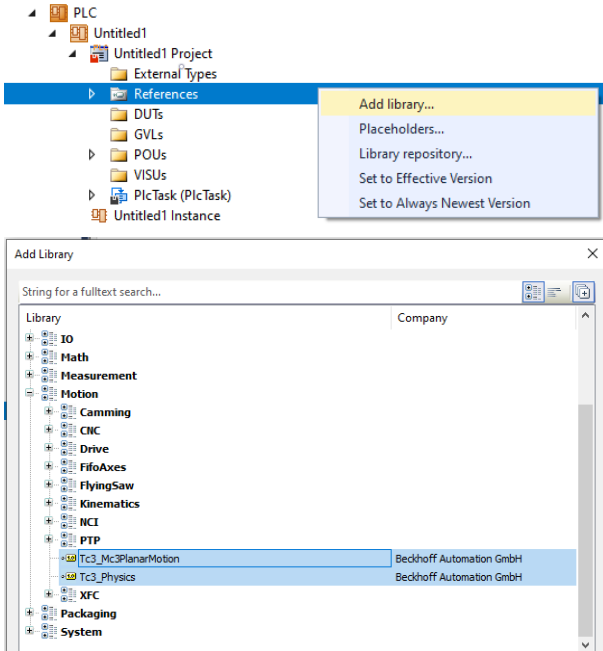 PLC
Untitled1
Untitled1 Project
External Types
References
DUTs
GVLs
POUs
VISUs
PlcTask (PlcTask)
Untitled1 Instance
Add library...
Placeholders...
Library repository...
Set to Effective Version
Set to Always Newest Version
Add Library
String for a fulltext search...
Library Company
IO
Math
Measurement
Motion
Camming
CNC
Drive
FifoAxes
FlyingSaw
Kinematics
NCI
PTP
Tc3_Mc3PlanarMotion Beckhoff Automation GmbH
Tc3_Physics Beckhoff Automation GmbH
XFC
Packaging
System